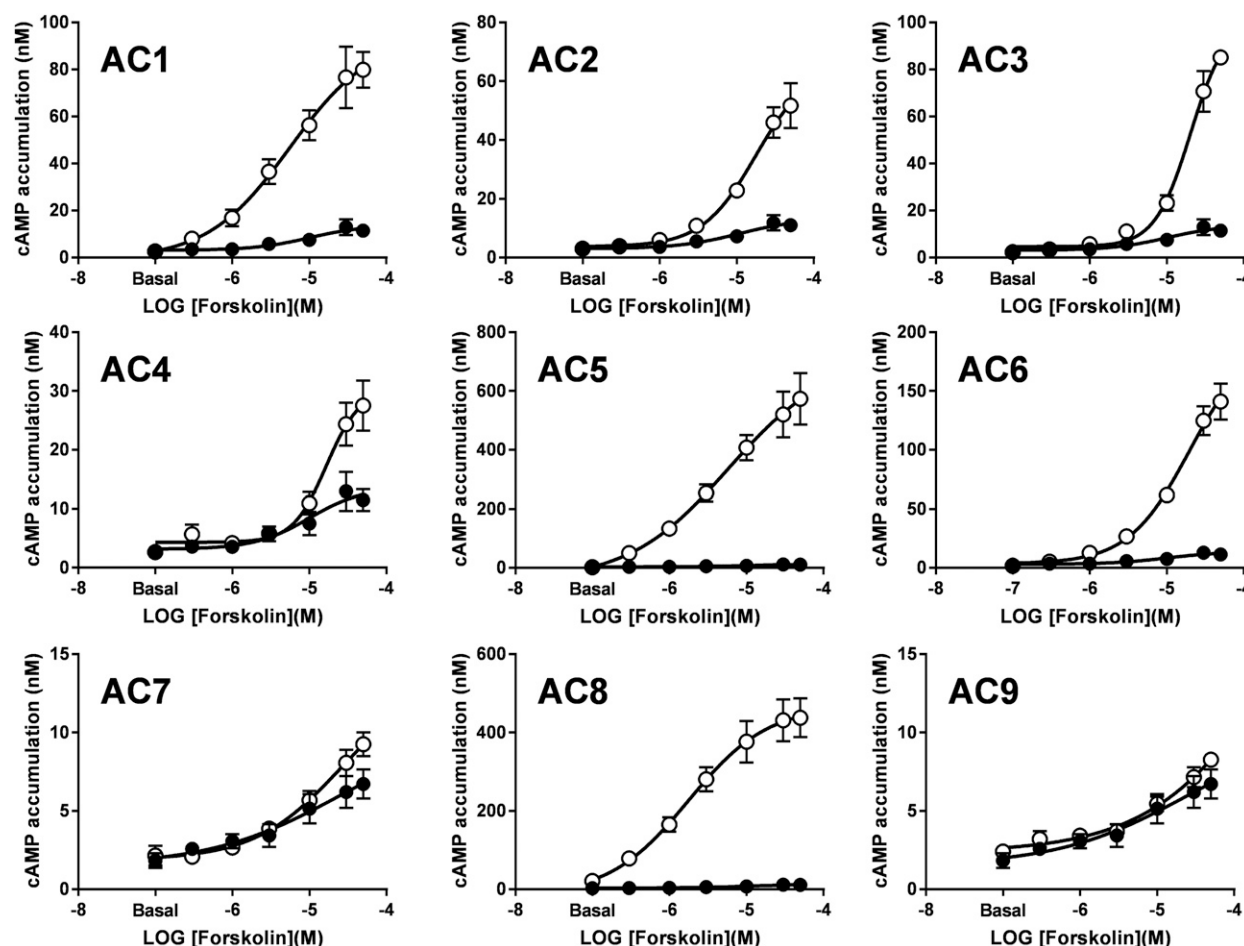 AC1
cAMP accumulation (nM)
100
80
60
40
20
0
-8 Basal -6 -5 -4
LOG [Forskolin](M)
AC2
cAMP accumulation (nM)
80
60
40
20
0
-8 Basal -6 -5 -4
LOG [Forskolin](M)
AC3
cAMP accumulation (nM)
100
80
60
40
20
0
-8 Basal -6 -5 -4
LOG [Forskolin](M)
AC4
cAMP accumulation (nM)
40
30
20
10
0
-8 Basal -6 -5 -4
LOG [Forskolin](M)
AC5
cAMP accumulation (nM)
800
600
400
200
0
-8 Basal -6 -5 -4
LOG [Forskolin](M)
AC6
cAMP accumulation (nM)
200
150
100
50
0
-8 -7 -6 -5 -4
LOG [Forskolin](M)
AC7
cAMP accumulation (nM)
15
10
5
0
-8 Basal -6 -5 -4
LOG [Forskolin](M)
AC8
cAMP accumulation (nM)
600
400
200
0
-8 Basal -6 -5 -4
LOG [Forskolin](M)
AC9
cAMP accumulation (nM)
15
10
5
0
-8 Basal -6 -5 -4
LOG [Forskolin](M)